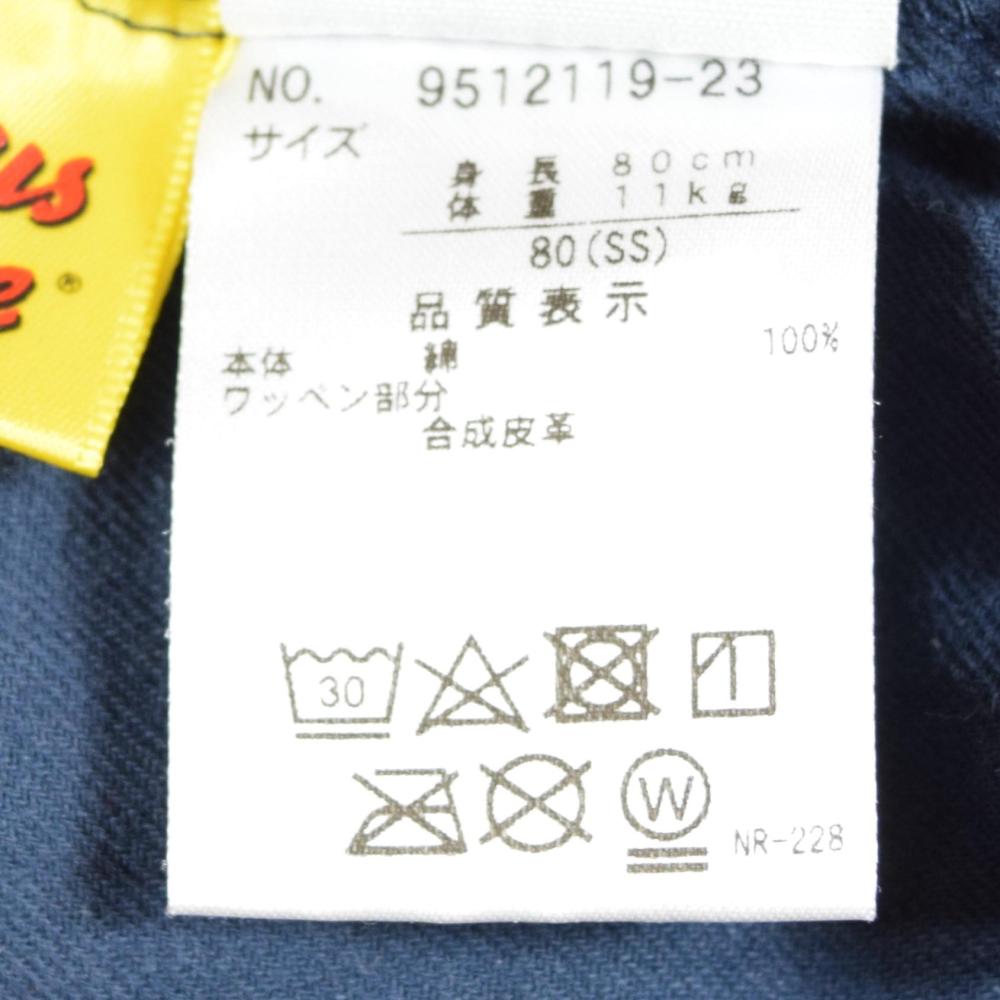 NO. 9512119-23
サイズ
身長 80cm
体重 11kg
80(SS)
品質表示
本体 綿 100%
ワッペン部分
合成皮革
30
W
NR-228
us
e ®